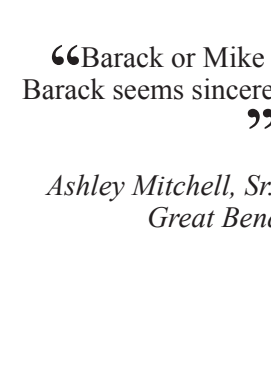 “Barack or Mike
Barack seems sincere
”
Ashley Mitchell, Sr.
Great Bend